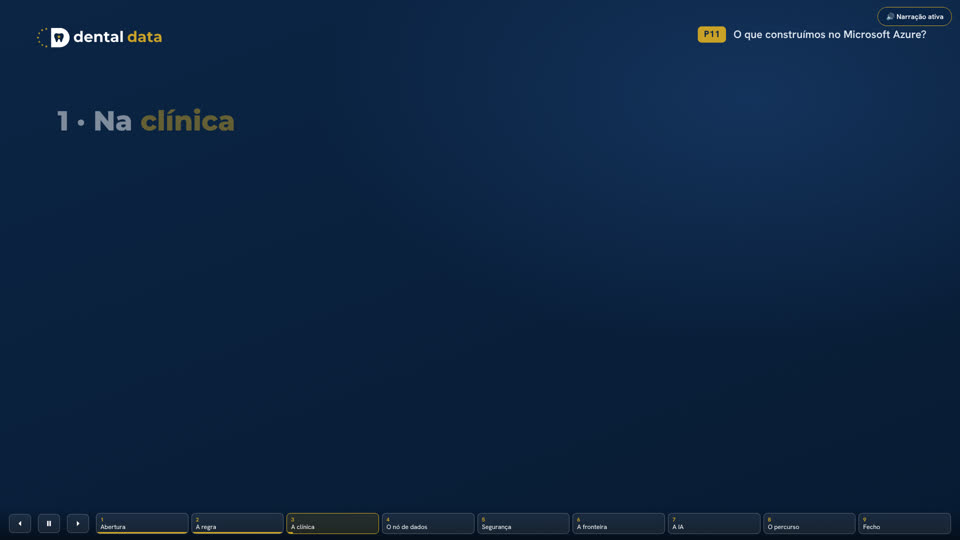 🔊 Narração ativa
dental data
P11 O que construímos no Microsoft Azure?
1 · Na clínica
1
Abertura
2
A regra
3
A clínica
4
O nó de dados
5
Segurança
6
A fronteira
7
A IA
8
O percurso
9
Fecho